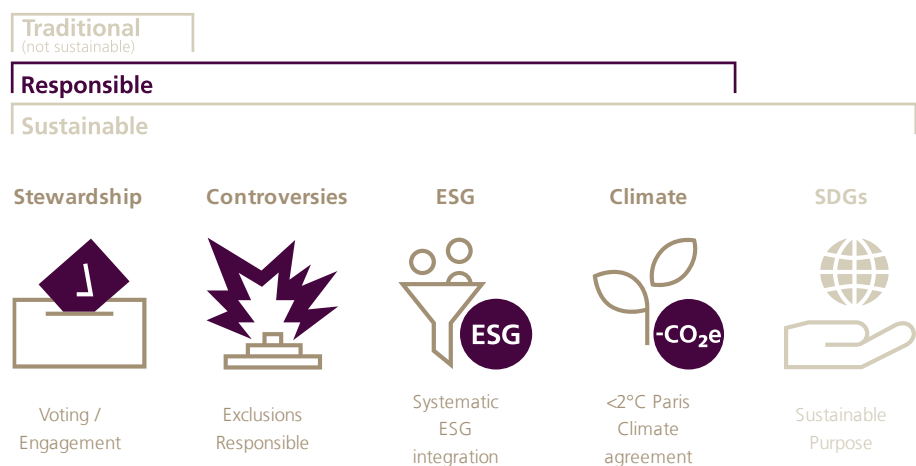 Traditional
(not sustainable)
Responsible
Sustainable
Stewardship
Controversies
ESG
Climate
SDGs
ESG
-CO₂e
Voting /
Engagement
Exclusions
Responsible
Systematic
ESG
integration
<2°C Paris
Climate
agreement
Sustainable
Purpose